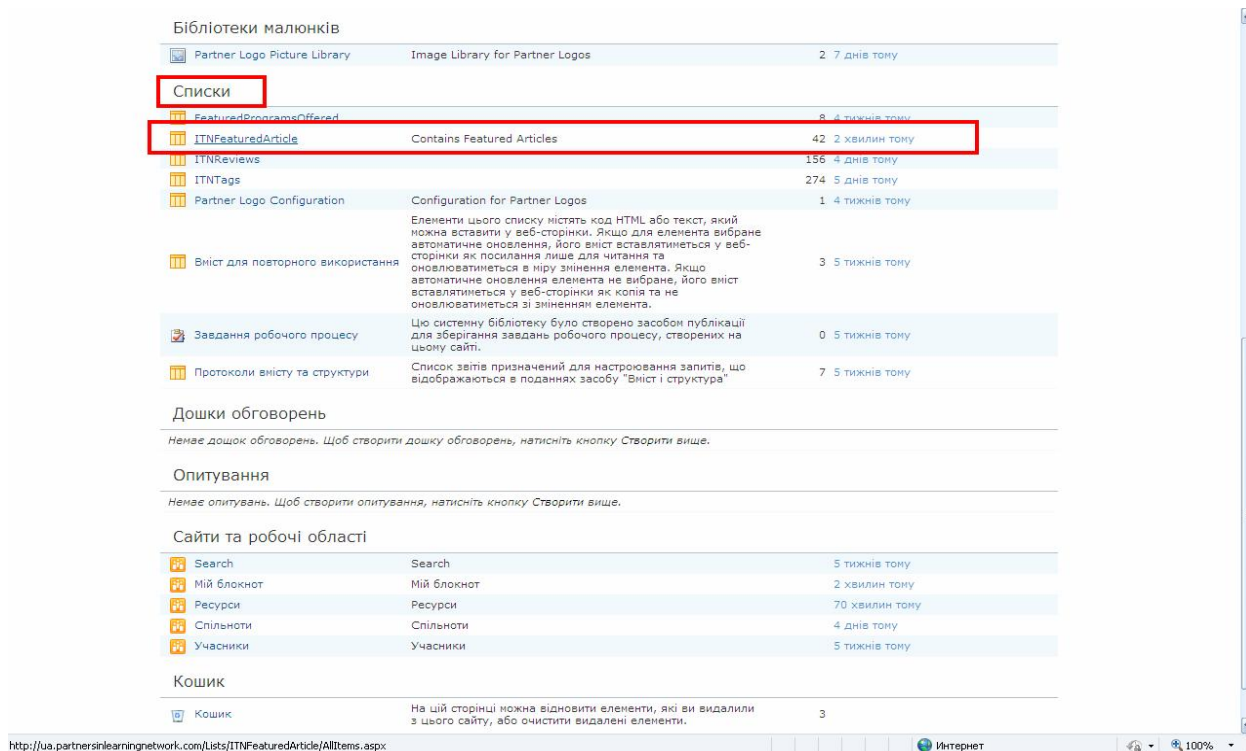 Бібліотеки малюнків
Partner Logo Picture Library Image Library for Partner Logos 2 7 днів тому
Списки
FeaturedProgramsOffered 8 4 тижнів тому
ITNFeaturedArticle Contains Featured Articles 42 2 хвилин тому
ITNReviews 156 4 днів тому
ITNTags 274 5 днів тому
Partner Logo Configuration Configuration for Partner Logos 1 4 тижнів тому
Елементи цього списку містять код HTML або текст, який
можна вставити у веб-сторінки. Якщо для елемента вибране
автоматичне оновлення, його вміст вставлятиметься у веб-
сторінки як посилання лише для читання та
Вміст для повторного використання оновлюватиметься в міру змінення елемента. Якщо 3 5 тижнів тому
автоматичне оновлення елемента не вибране, його вміст
вставлятиметься у веб-сторінки як копія та не
оновлюватиметься зі зміненням елемента.
Цю системну бібліотеку було створено засобом публікації
Завдання робочого процесу для зберігання завдань робочого процесу, створених на 0 5 тижнів тому
цьому сайті.
Протоколи вмісту та структури Список звітів призначений для настроювання запитів, що 7 5 тижнів тому
відображаються в поданнях засобу "Вміст і структура"
Дошки обговорень
Немає дощок обговорень. Щоб створити дошку обговорень, натисніть кнопку Створити вище.
Опитування
Немає опитувань. Щоб створити опитування, натисніть кнопку Створити вище.
Сайти та робочі області
Search Search 5 тижнів тому
Мій блокнот Мій блокнот 2 хвилин тому
Ресурси Ресурси 70 хвилин тому
Спільноти Спільноти 4 днів тому
Учасники Учасники 5 тижнів тому
Кошик
Кошик На цій сторінці можна відновити елементи, які ви видалили 3
з цього сайту, або очистити видалені елементи.
http://ua.partnersinlearningnetwork.com/Lists/ITNFeaturedArticle/AllItems.aspx Интернет 100%